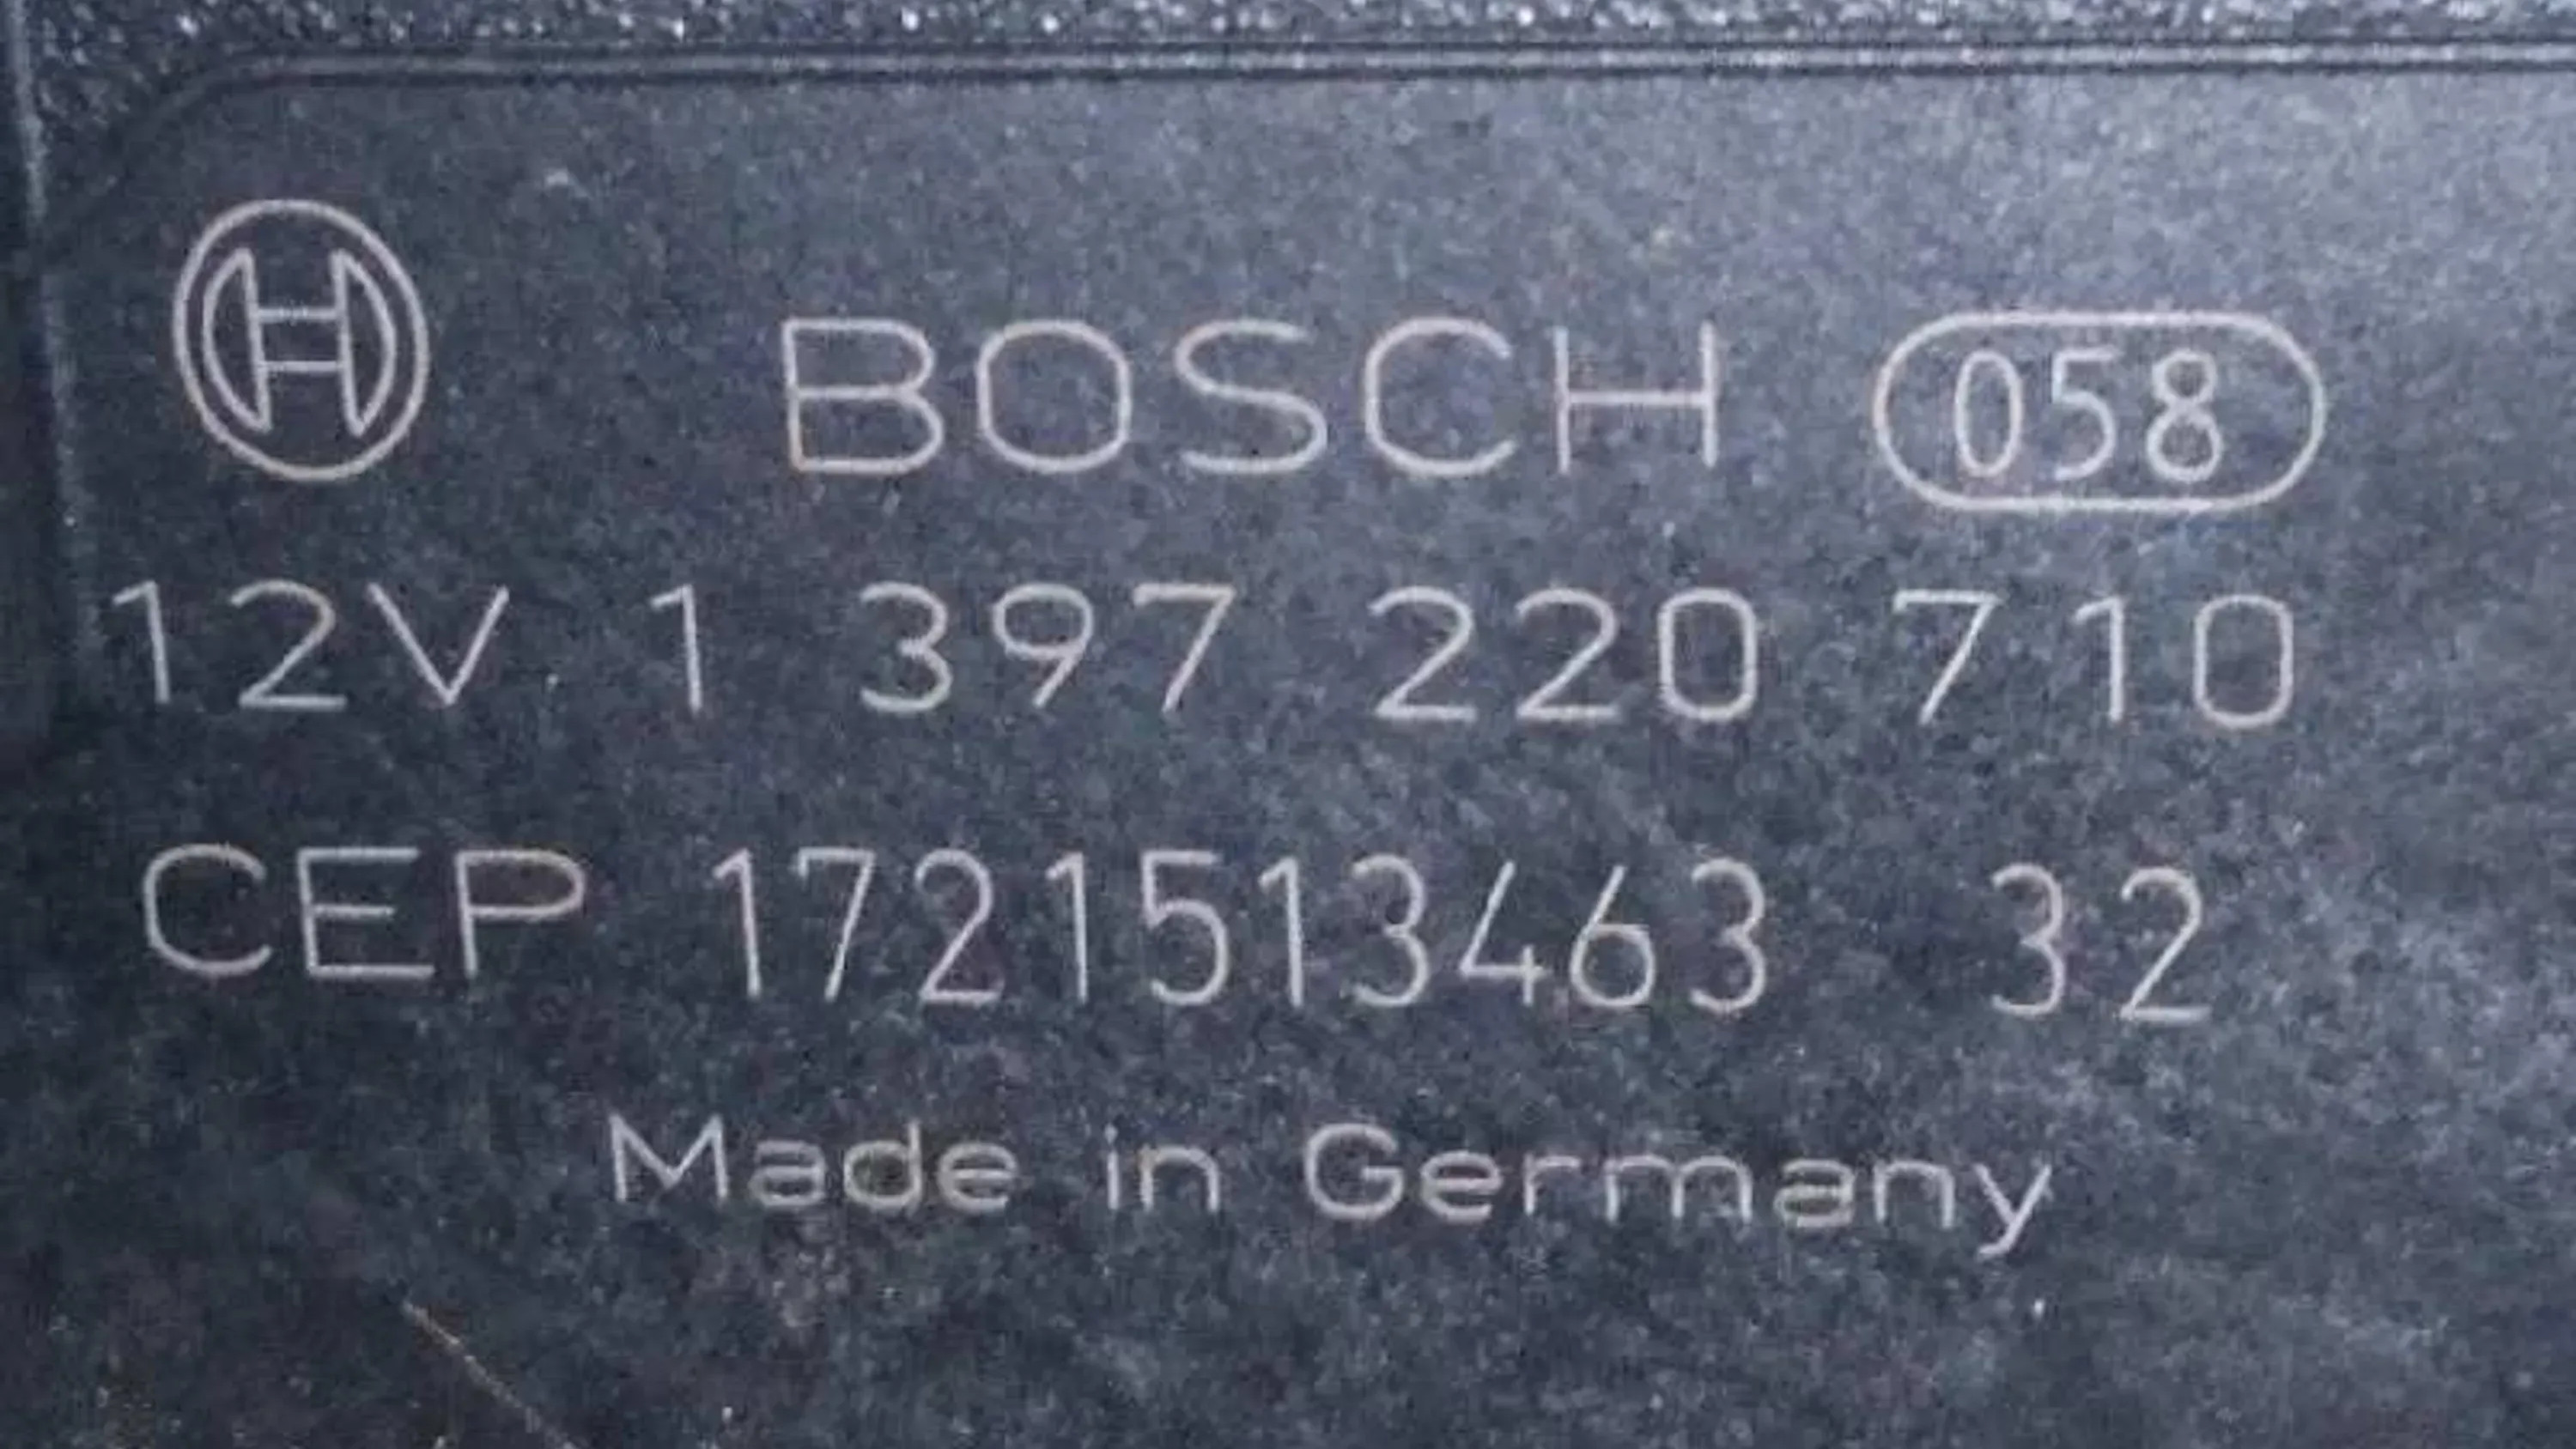 BOSCH 058
12V 1 397 220 710
CEP 1721513463 32
Made in Germany